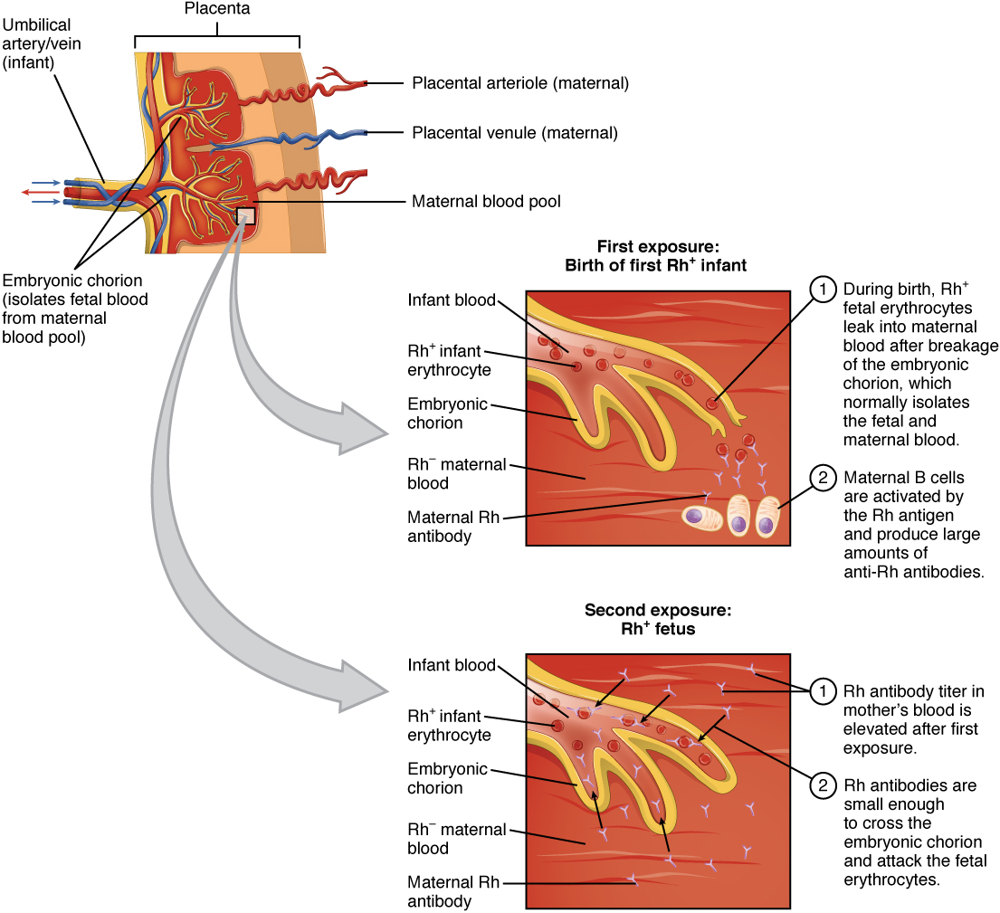 Placenta
Umbilical
artery/vein
(infant)
Placental arteriole (maternal)
Placental venule (maternal)
Maternal blood pool
Embryonic chorion
(isolates fetal blood
from maternal
blood pool)
First exposure:
Birth of first Rh⁺ infant
Infant blood
Rh⁺ infant
erythrocyte
Embryonic
chorion
Rh⁻ maternal
blood
Maternal Rh
antibody
1 During birth, Rh⁺
fetal erythrocytes
leak into maternal
blood after breakage
of the embryonic
chorion, which
normally isolates
the fetal and
maternal blood.
2 Maternal B cells
are activated by
the Rh antigen
and produce large
amounts of
anti-Rh antibodies.
Second exposure:
Rh⁺ fetus
Infant blood
Rh⁺ infant
erythrocyte
Embryonic
chorion
Rh⁻ maternal
blood
Maternal Rh
antibody
1 Rh antibody titer in
mother's blood is
elevated after first
exposure.
2 Rh antibodies are
small enough
to cross the
embryonic chorion
and attack the fetal
erythrocytes.